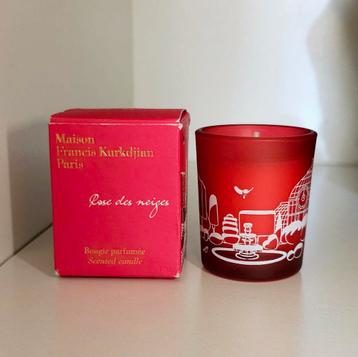 Maison
Francis Kurkdjian
Paris
Rose des neiges
Bougie parfumée
Scented candle